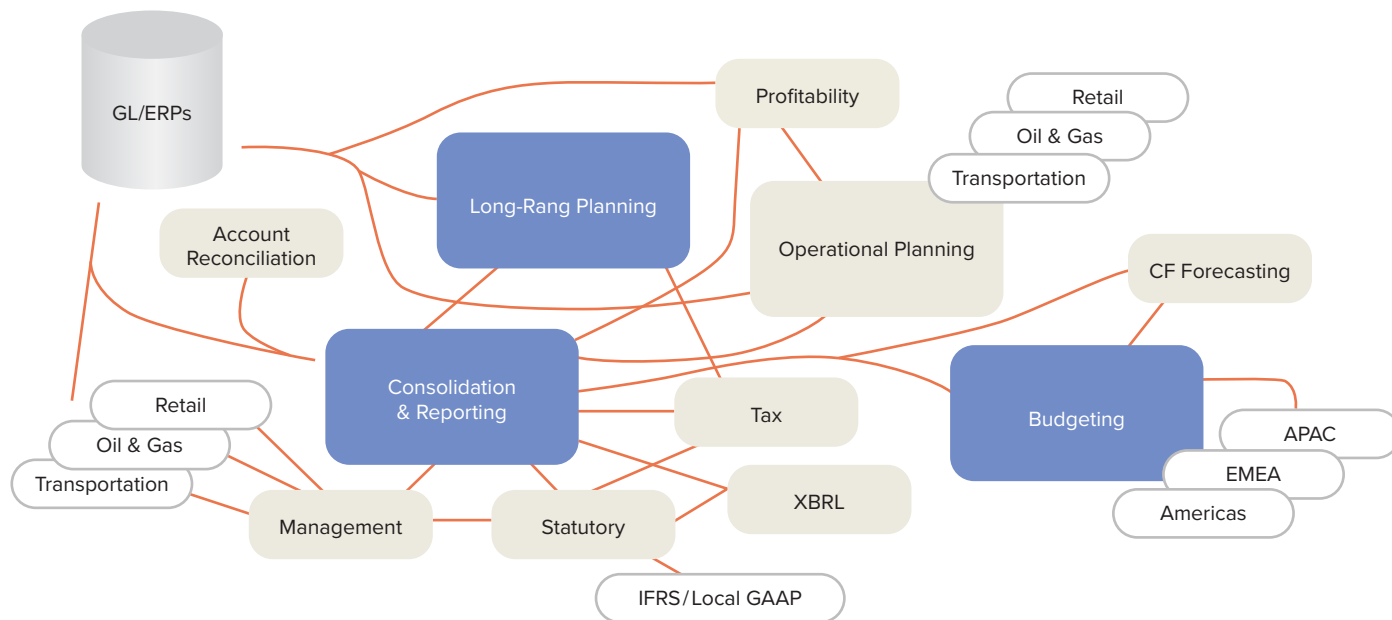 GL/ERPs
Profitability
Retail
Oil & Gas
Transportation
Long-Rang Planning
Account
Reconciliation
Operational Planning
CF Forecasting
Consolidation
& Reporting
Retail
Oil & Gas
Transportation
Tax
Budgeting
APAC
EMEA
Americas
XBRL
Management
Statutory
IFRS/Local GAAP